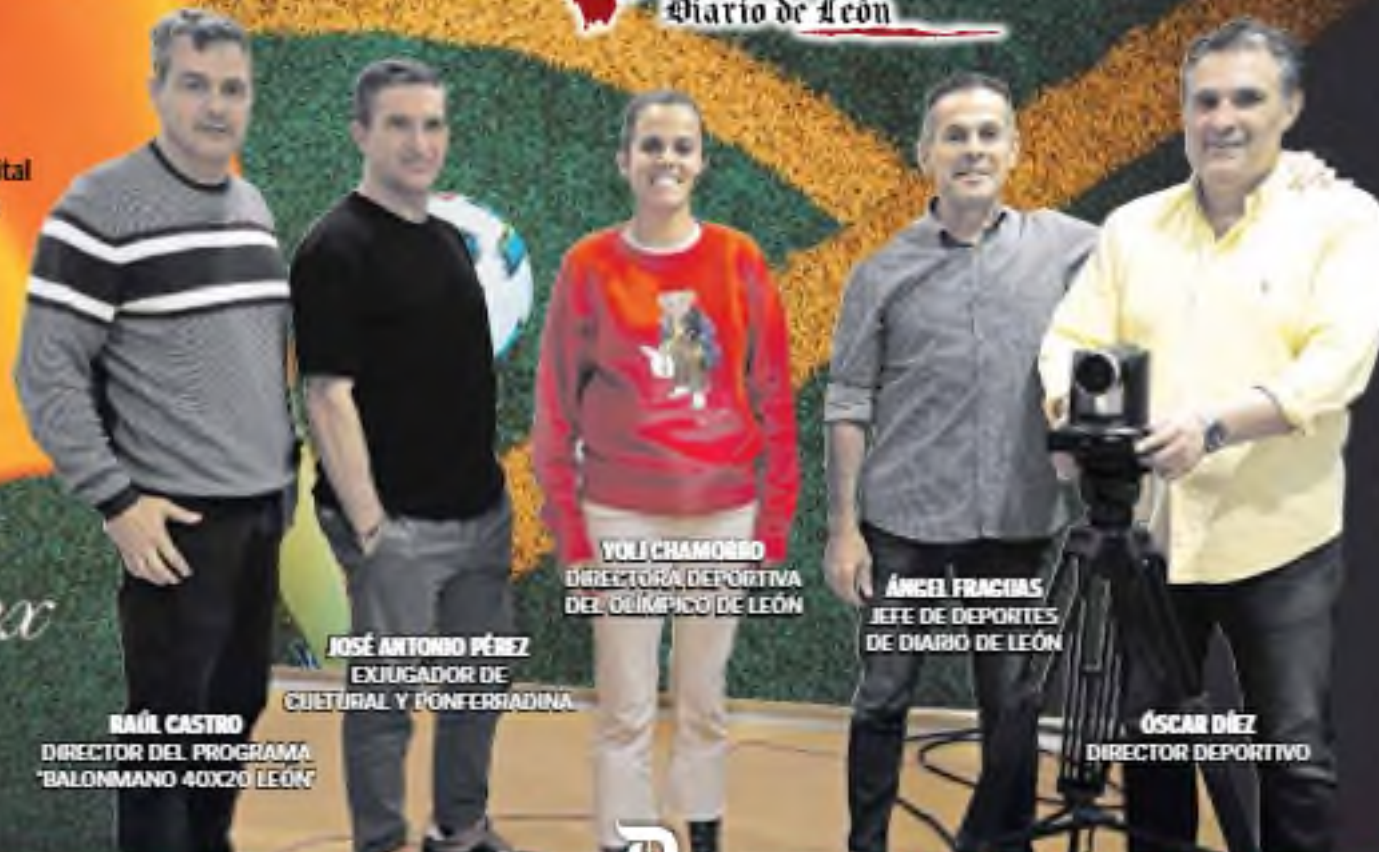 Diario de León
ital
YOLI CHAMORRO
DIRECTORA DEPORTIVA
DEL OLÍMPICO DE LEÓN
ÁNGEL FRAGUAS
JEFE DE DEPORTES
DE DIARIO DE LEÓN
JOSÉ ANTONIO PÉREZ
EXJUGADOR DE
CULTURAL Y PONFERRADINA
RAÚL CASTRO
DIRECTOR DEL PROGRAMA
"BALONMANO 40X20 LEÓN"
ÓSCAR DÍEZ
DIRECTOR DEPORTIVO